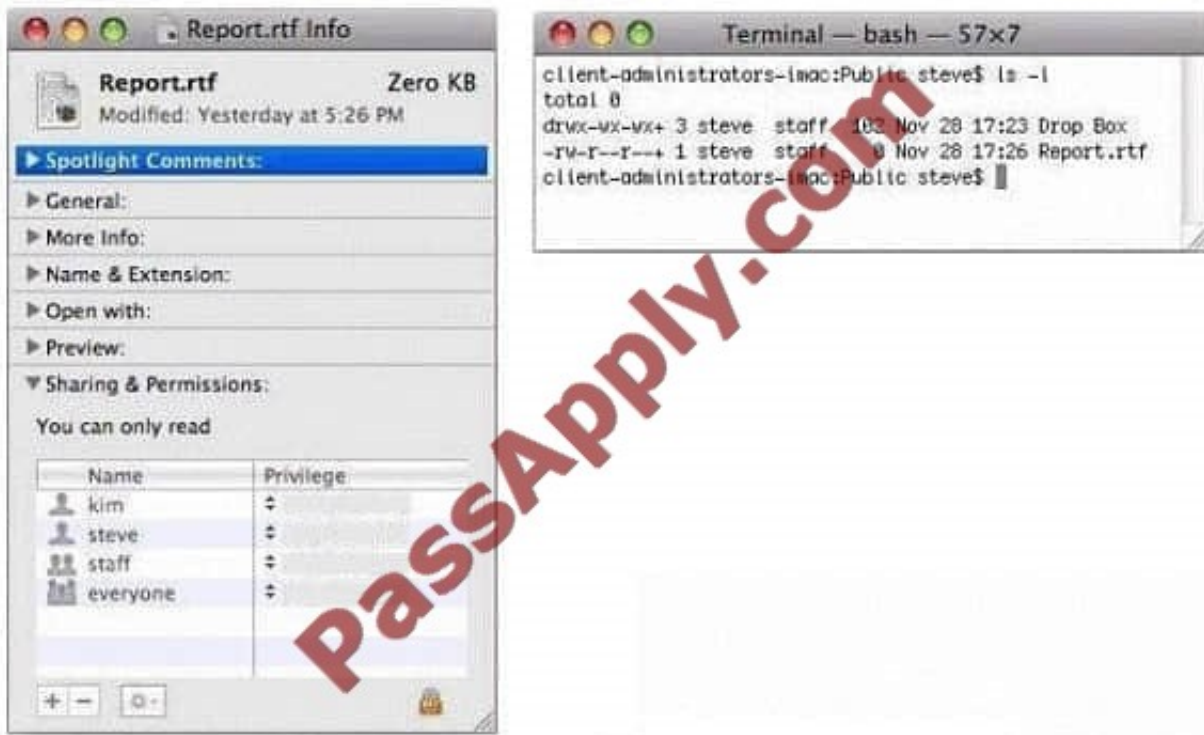 Report.rtf Info
Report.rtf Zero KB
Modified: Yesterday at 5:26 PM
Spotlight Comments:
General:
More Info:
Name & Extension:
Open with:
Preview:
Sharing & Permissions:
You can only read
Name Privilege
kim
steve
staff
everyone
Terminal — bash — 57×7
client-administrators-imac:Public steve$ ls -l
total 0
drwx-wx-wx+ 3 steve staff 102 Nov 28 17:23 Drop Box
-rw-r--r--+ 1 steve staff 0 Nov 28 17:26 Report.rtf
client-administrators-imac:Public steve$
PassApply.com